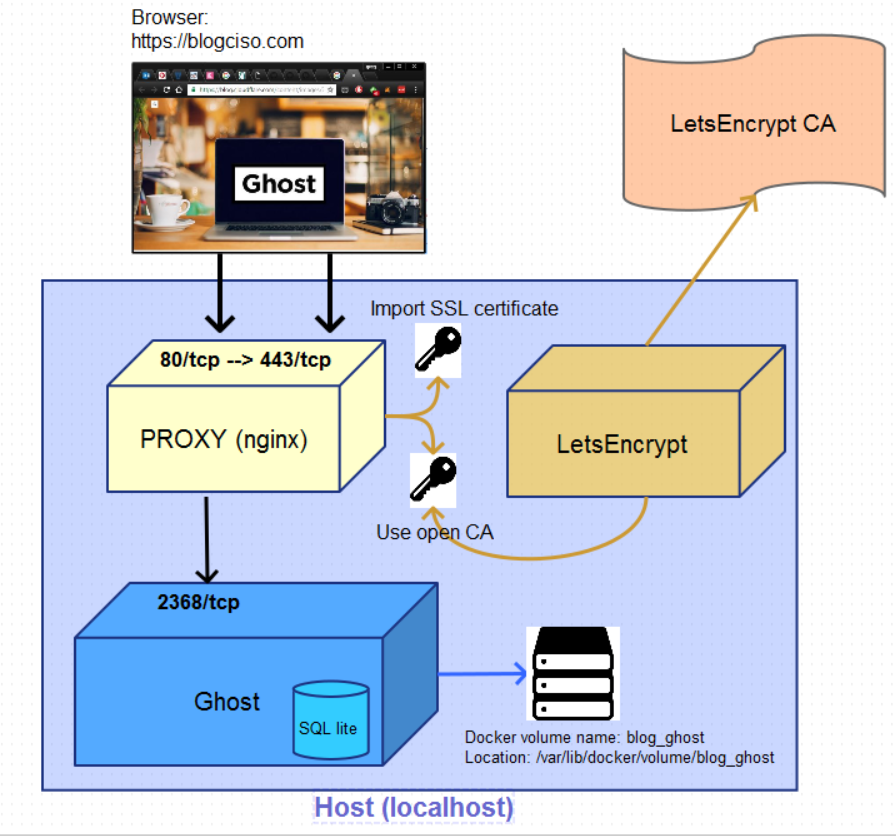 Browser:
https://blogciso.com
Ghost
LetsEncrypt CA
Import SSL certificate
80/tcp --> 443/tcp
PROXY (nginx)
LetsEncrypt
Use open CA
2368/tcp
Ghost
SQL lite
Docker volume name: blog_ghost
Location: /var/lib/docker/volume/blog_ghost
Host (localhost)